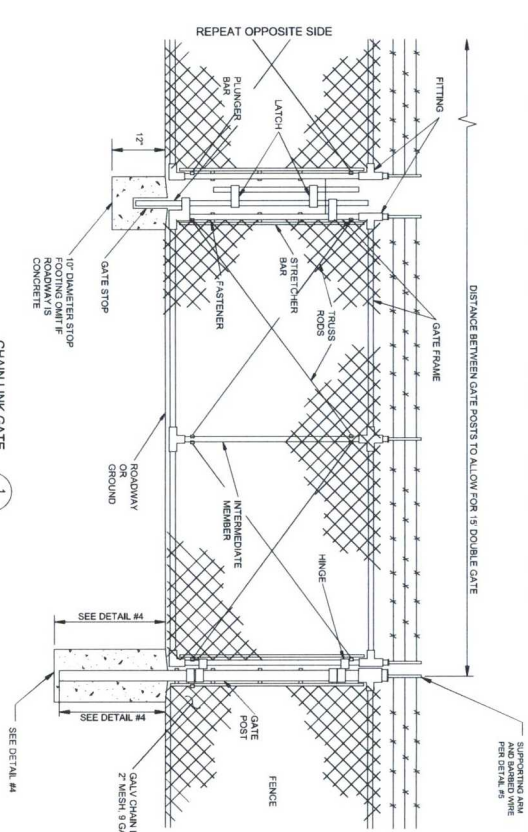 REPEAT OPPOSITE SIDE
DISTANCE BETWEEN GATE POSTS TO ALLOW FOR 15' DOUBLE GATE
SUPPORTING ARM
AND BARBED WIRE
PER DETAIL #5
FITTING
GATE FRAME
LATCH
PLUNGER
BAR
TRUSS
RODS
STRETCHER
BAR
FASTENER
HINGE
INTERMEDIATE
MEMBER
FENCE
GATE
POST
12"
GATE STOP
10" DIAMETER STOP
FOOTING OMIT IF
ROADWAY IS
CONCRETE
ROADWAY
OR
GROUND
SEE DETAIL #4
SEE DETAIL #4
SEE DETAIL #4
GALV CHAIN
2" MESH, 9
CHAIN LINK GATE
1